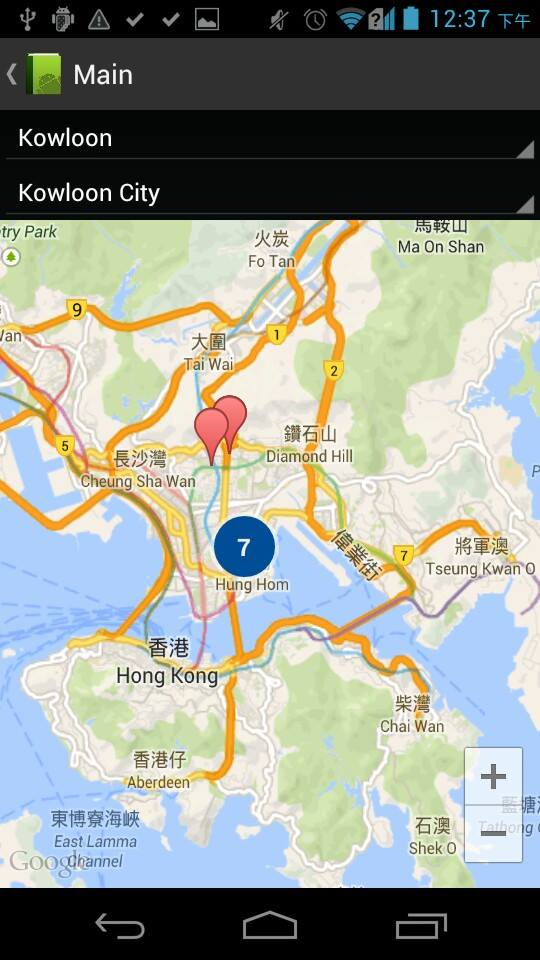 12:37 下午
Main
Kowloon
Kowloon City
try Park
火炭
Fo Tan
馬鞍山
Ma On Shan
9
1
大圍
Tai Wai
2
5
鑽石山
Diamond Hill
長沙灣
Cheung Sha Wan
7
偉業街
7
將軍澳
Tseung Kwan O
Hung Hom
香港
Hong Kong
柴灣
Chai Wan
香港仔
Aberdeen
+
東博寮海峽
East Lamma
Channel
石澳
Shek O
藍塘
Tathong
Google